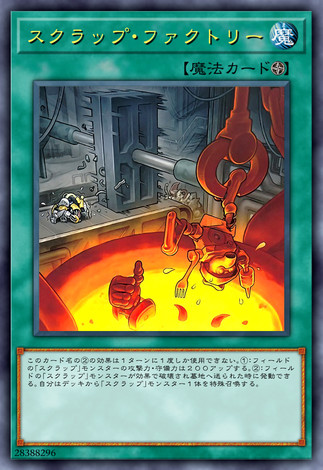 スクラップ・ファクトリー 魔
【魔法カード】
このカード名の②の効果は1ターンに1度しか使用できない。①:フィールド
の「スクラップ」モンスターの攻撃力・守備力は200アップする。②:フィール
ドの「スクラップ」モンスターが効果で破壊され墓地へ送られた時に発動でき
る。自分はデッキから「スクラップ」モンスター1体を特殊召喚する。
28388296